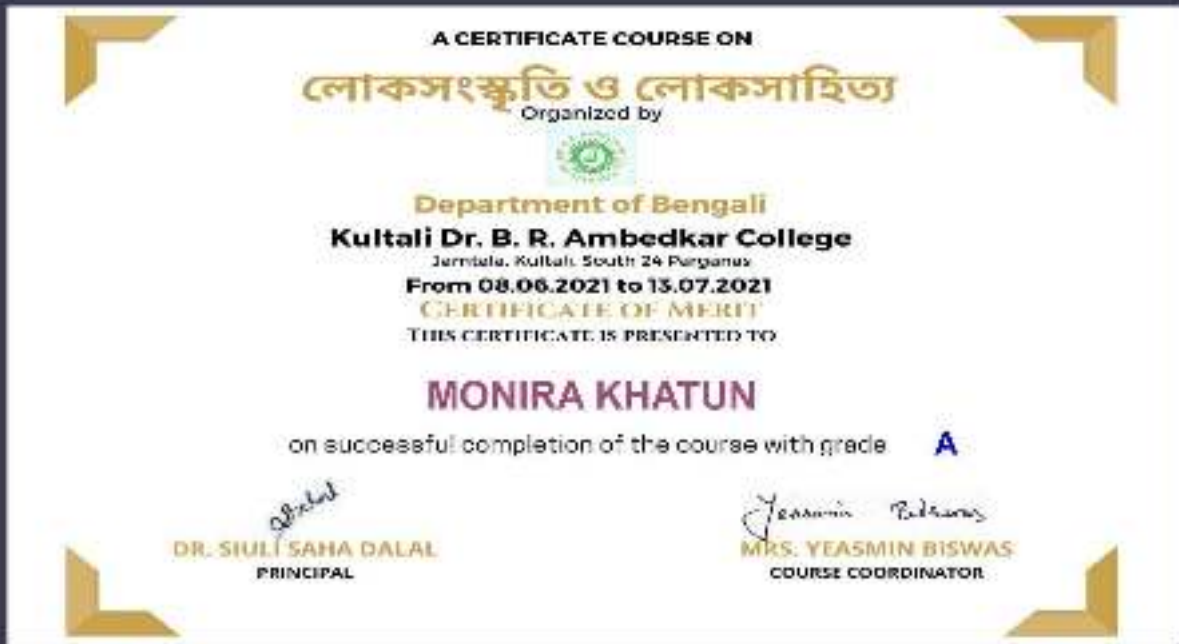 A CERTIFICATE COURSE ON
লোকসংস্কৃতি ও লোকসাহিত্য
Organized by
Department of Bengali
Kultali Dr. B. R. Ambedkar College
Jamtala, Kultali, South 24 Parganas
From 08.06.2021 to 13.07.2021
CERTIFICATE OF MERIT
THIS CERTIFICATE IS PRESENTED TO
MONIRA KHATUN
on successful completion of the course with grade A
Yeasmin Biswas
DR. SIULI SAHA DALAL MRS. YEASMIN BISWAS
PRINCIPAL COURSE COORDINATOR